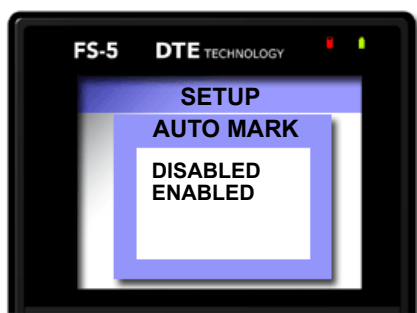 FS-5 DTE TECHNOLOGY
SETUP
AUTO MARK
DISABLED
ENABLED